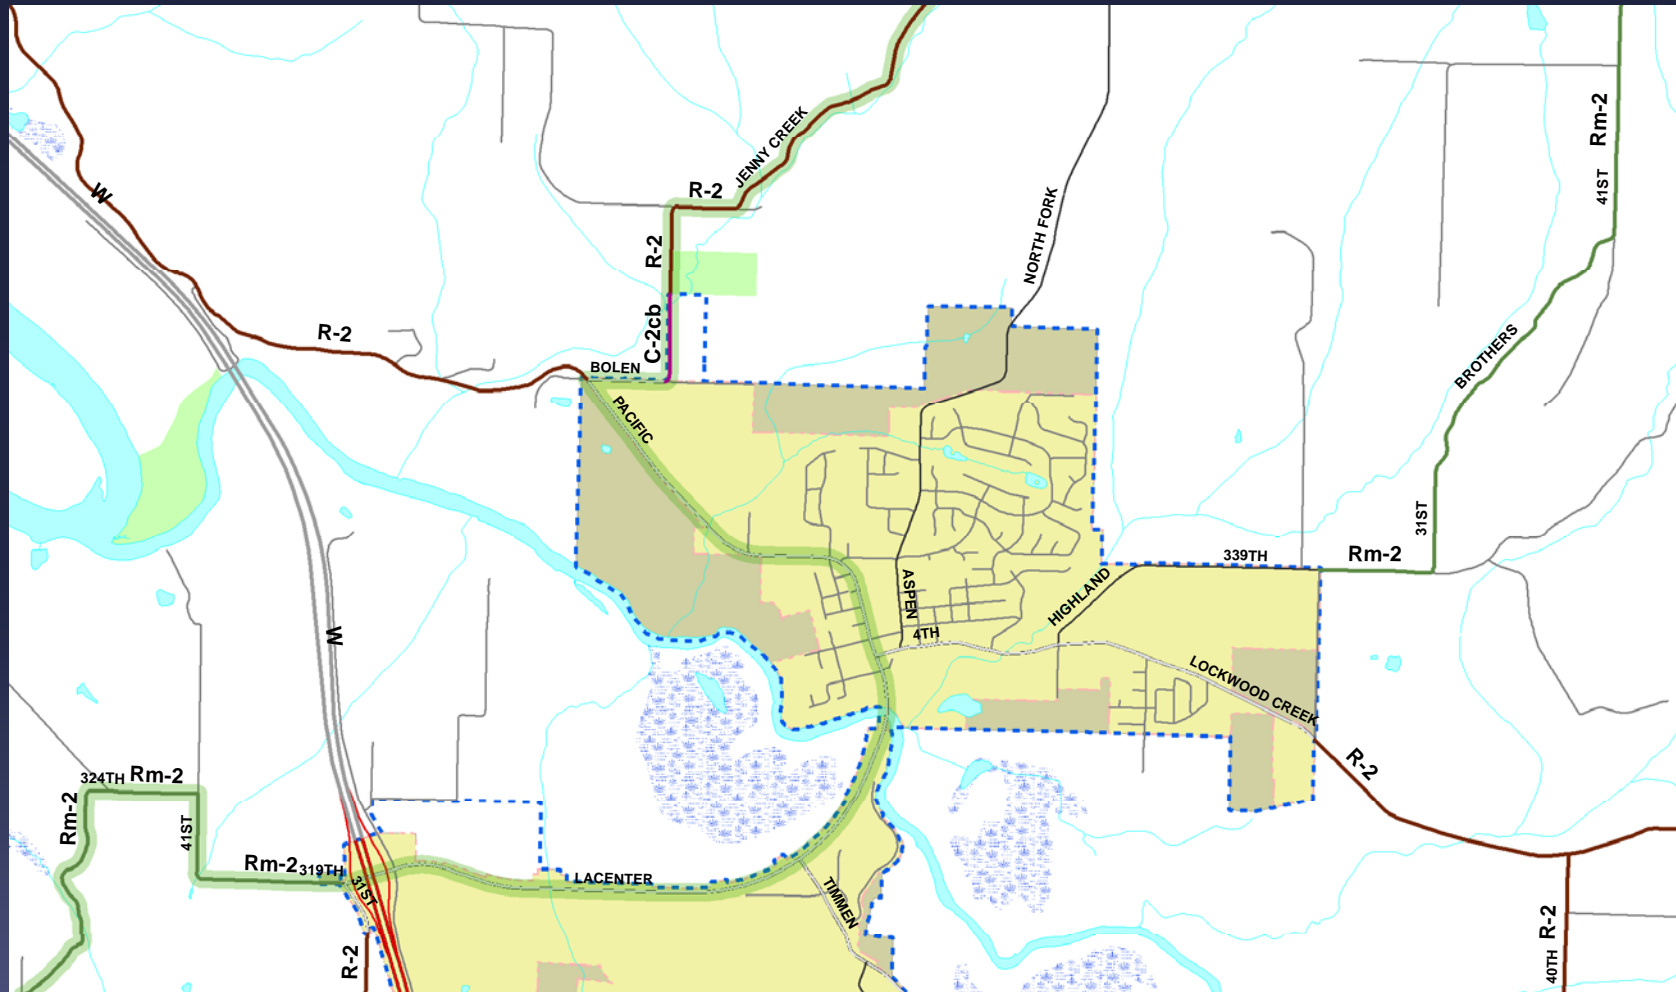 Rm-2
41ST
JENNY CREEK
R-2
W
NORTH FORK
R-2
C-2cb
R-2
BOLEN
BROTHERS
PACIFIC
31ST
339TH
Rm-2
ASPEN
HIGHLAND
4TH
W
LOCKWOOD CREEK
R-2
324TH Rm-2
Rm-2
41ST
Rm-2 319TH
31ST
LACENTER
TIMMEN
R-2
R-2
40TH